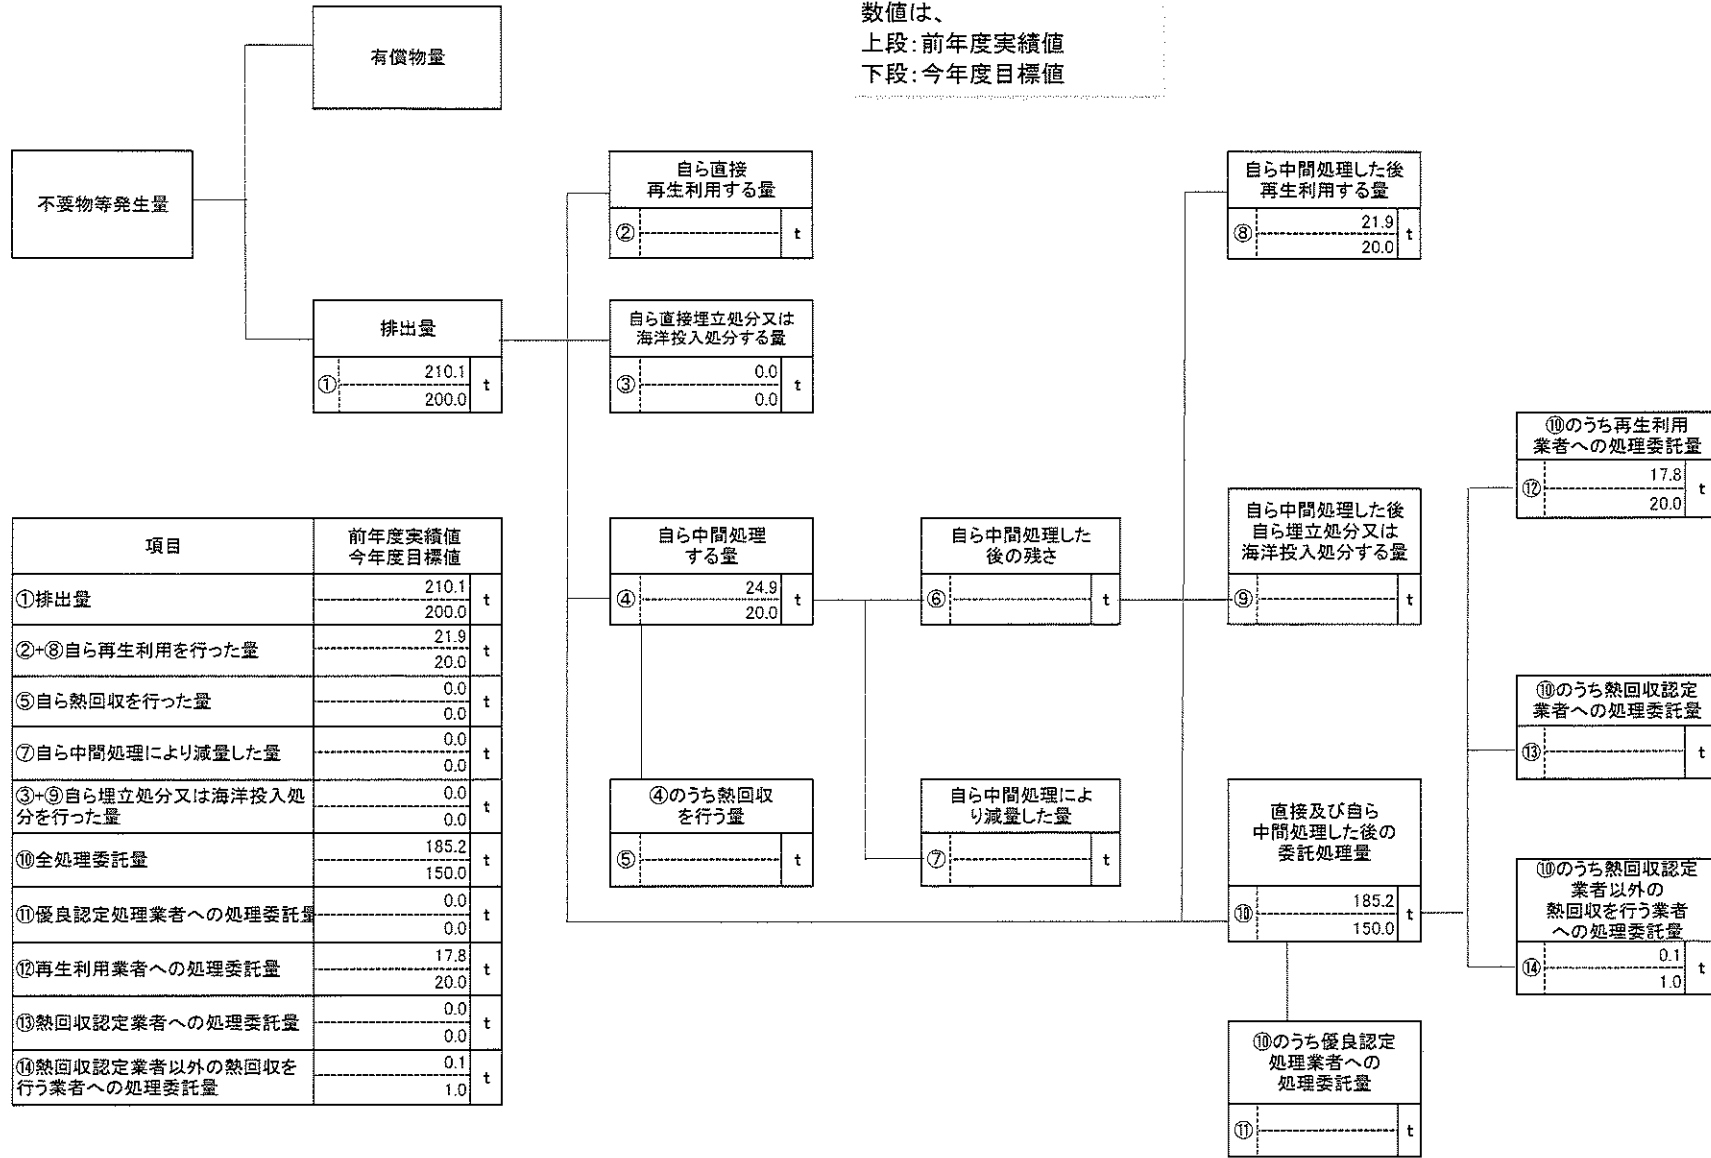 数値は、
上段:前年度実績値
下段:今年度目標値
有償物量
不要物等発生量
排出量
① 210.1 t
200.0
自ら直接
再生利用する量
② t
自ら直接埋立処分又は
海洋投入処分する量
③ 0.0 t
0.0
自ら中間処理した後
再生利用する量
⑧ 21.9 t
20.0
自ら中間処理
する量
④ 24.9 t
20.0
④のうち熱回収
を行う量
⑤ t
自ら中間処理した
後の残さ
⑥ t
自ら中間処理によ
り減量した量
⑦ t
自ら中間処理した後
自ら埋立処分又は
海洋投入処分する量
⑨ t
直接及び自ら
中間処理した後の
委託処理量
⑩ 185.2 t
150.0
⑩のうち優良認定
処理業者への
処理委託量
⑪ t
⑩のうち再生利用
業者への処理委託量
⑫ 17.8 t
20.0
⑩のうち熱回収認定
業者への処理委託量
⑬ t
⑩のうち熱回収認定
業者以外の
熱回収を行う業者
への処理委託量
⑭ 0.1 t
1.0
項目 前年度実績値
今年度目標値
①排出量 210.1 t
200.0
②+⑧自ら再生利用を行った量 21.9 t
20.0
⑤自ら熱回収を行った量 0.0 t
0.0
⑦自ら中間処理により減量した量 0.0 t
0.0
③+⑨自ら埋立処分又は海洋投入処 0.0 t
分を行った量 0.0
⑩全処理委託量 185.2 t
150.0
⑪優良認定処理業者への処理委託量 0.0 t
0.0
⑫再生利用業者への処理委託量 17.8 t
20.0
⑬熱回収認定業者への処理委託量 0.0 t
0.0
⑭熱回収認定業者以外の熱回収を 0.1 t
行う業者への処理委託量 1.0